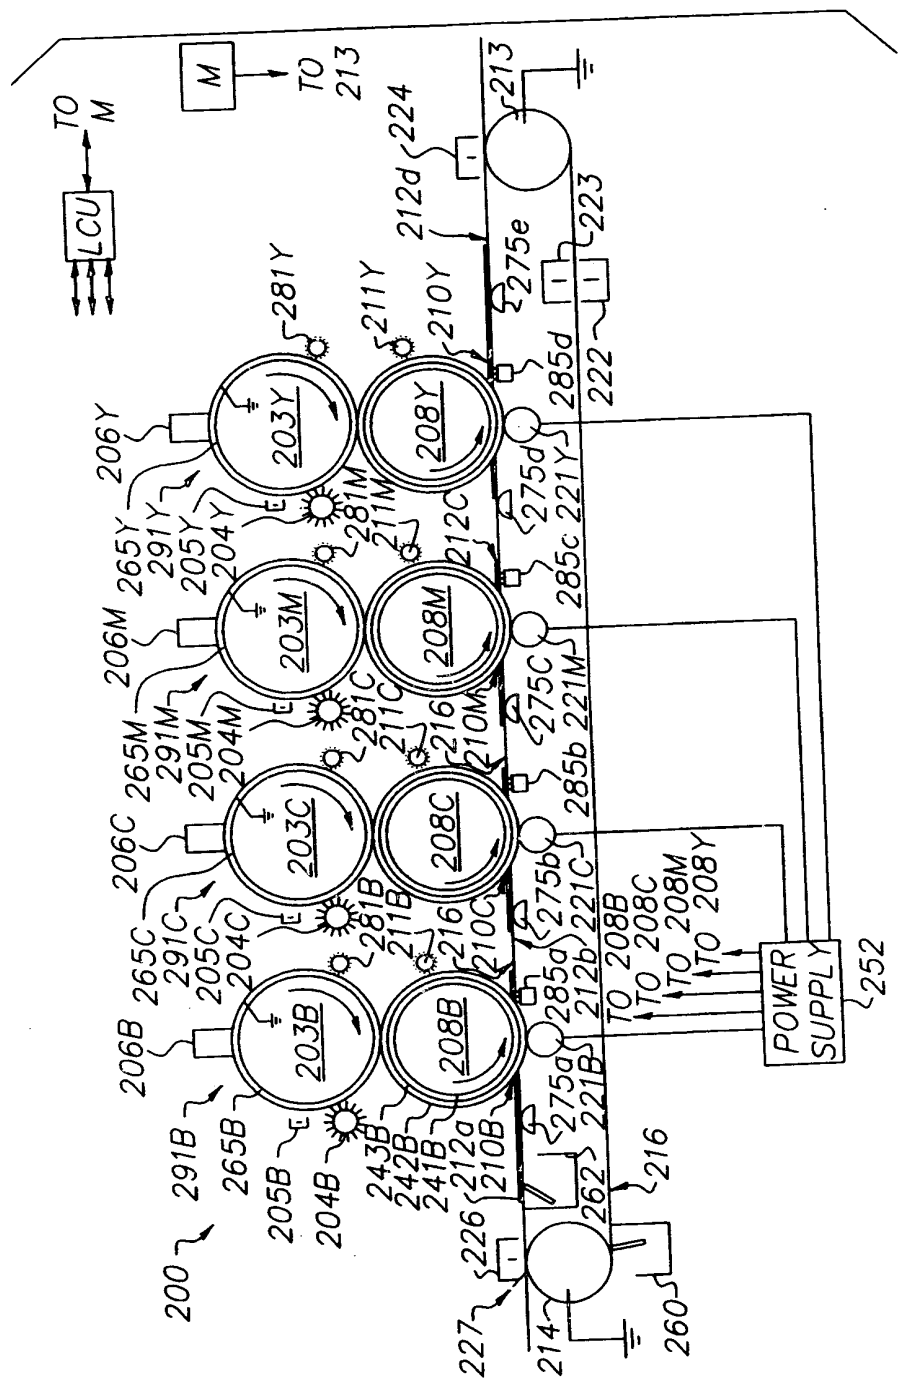 LCU
TO
M
M
TO
213
200
291B
265B
206B
265C
291C
205C
204C
206C
265M
291M
205M
204M
206M
265Y
291Y
205Y
204Y
206Y
205B
204B
203B
203C
203M
203Y
281B
211B
281C
211C
281M
211M
281Y
211Y
243B
242B
241B
212a
210B
208B
216
210C
208C
216
210M
208M
212C
208Y
210Y
212d
224
213
226
227
214
260
262
216
275a
221B
285a
212b
275b
221C
285b
275C
221M
285c
275d
221Y
285d
275e
222
223
TO 208B
TO 208C
TO 208M
TO 208Y
POWER
SUPPLY
252